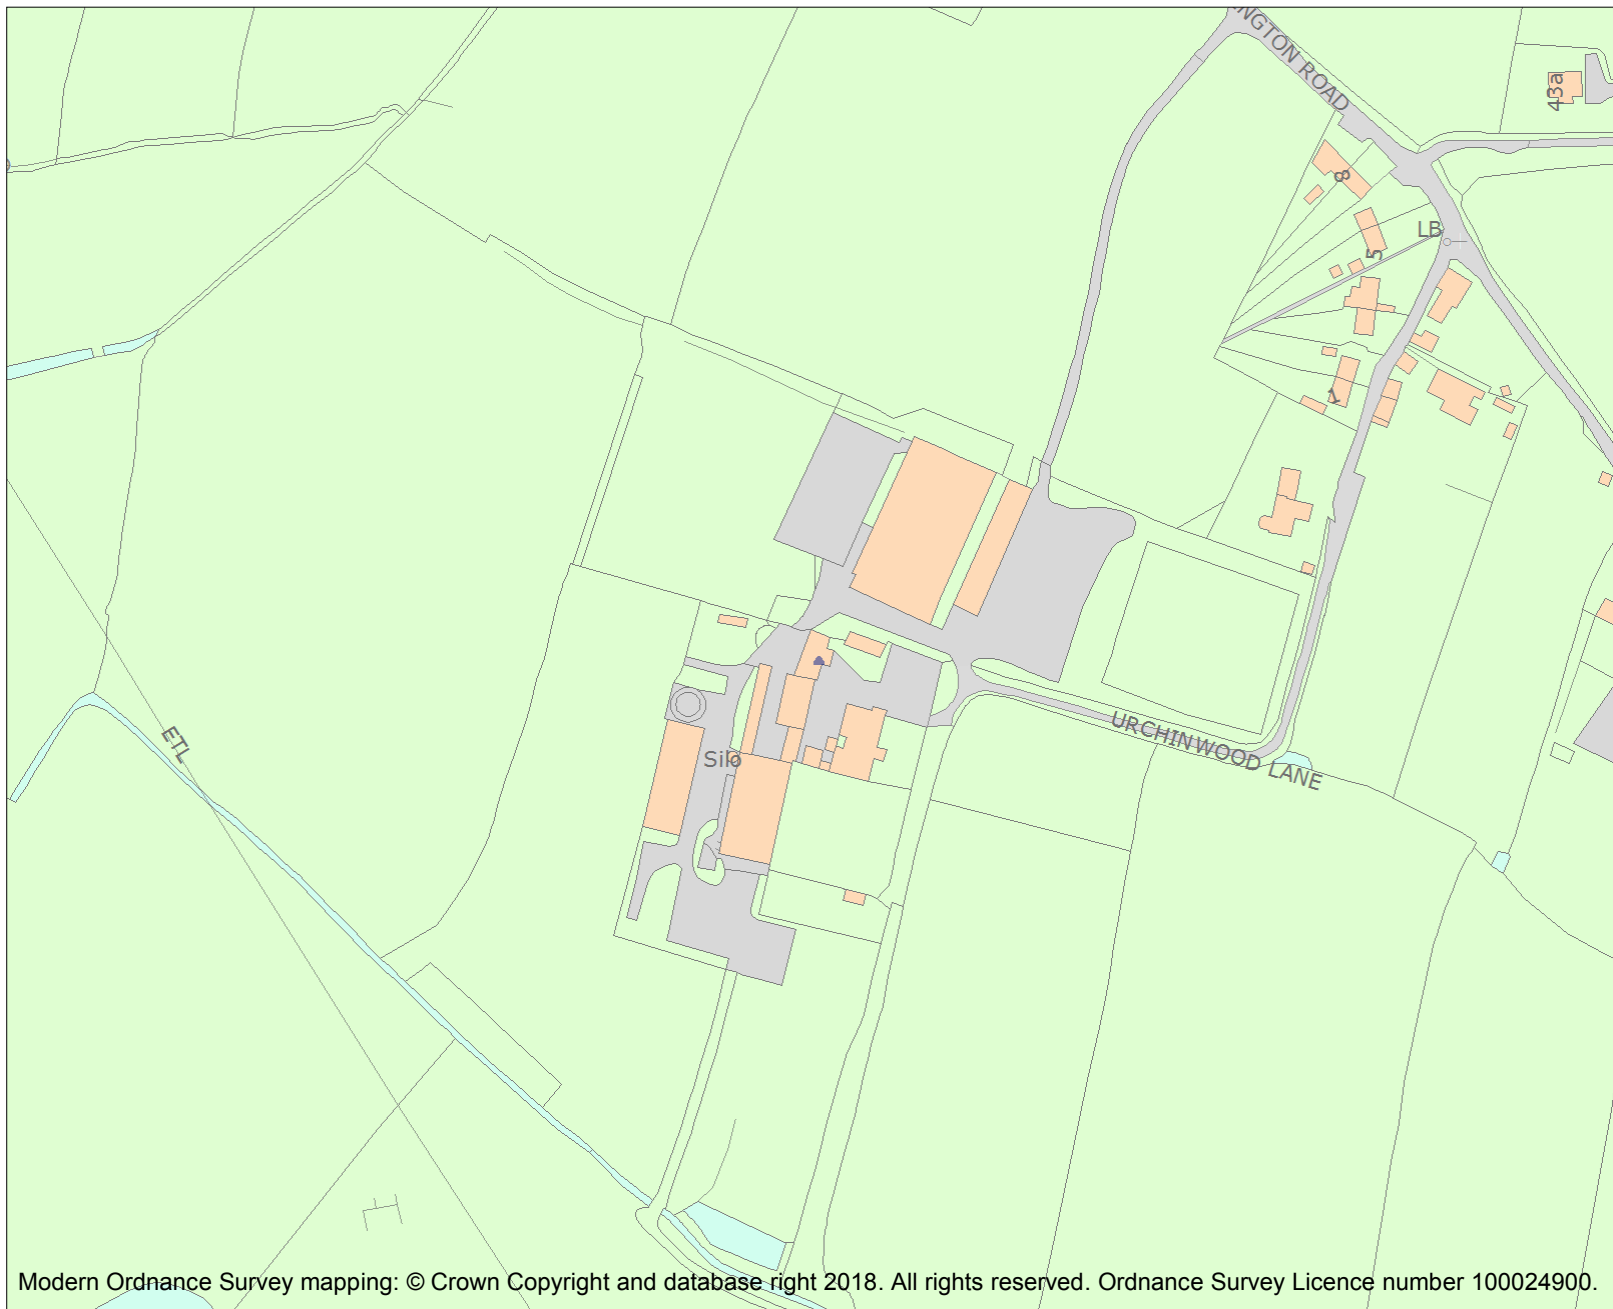 NGTON ROAD
43a
8
LB
5
1
ETL
URCHINWOOD LANE
Silo
Modern Ordnance Survey mapping: © Crown Copyright and database right 2018. All rights reserved. Ordnance Survey Licence number 100024900.